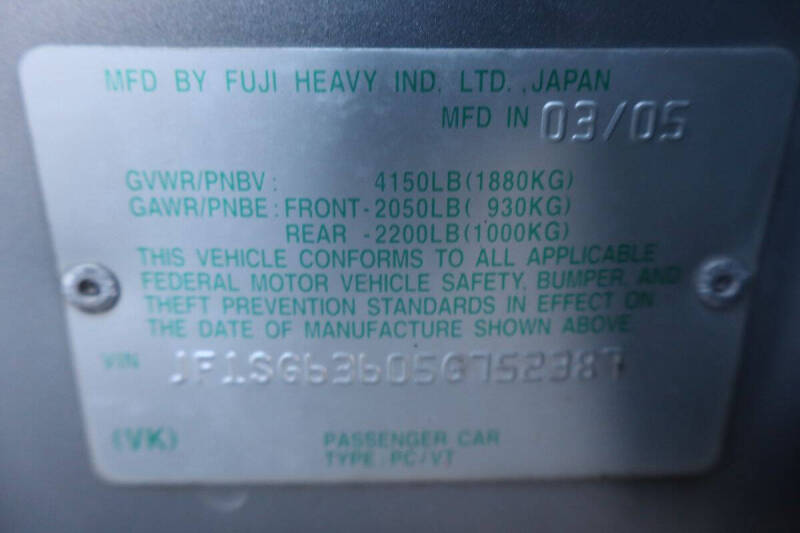 MFD BY FUJI HEAVY IND. LTD., JAPAN
MFD IN 03/05
GVWR/PNBV: 4150LB(1880KG)
GAWR/PNBE: FRONT-2050LB( 930KG)
REAR -2200LB(1000KG)
THIS VEHICLE CONFORMS TO ALL APPLICABLE
FEDERAL MOTOR VEHICLE SAFETY, BUMPER, AND
THEFT PREVENTION STANDARDS IN EFFECT ON
THE DATE OF MANUFACTURE SHOWN ABOVE.
VIN JF1SG63605G752387
(VK) PASSENGER CAR
TYPE: PC/VT